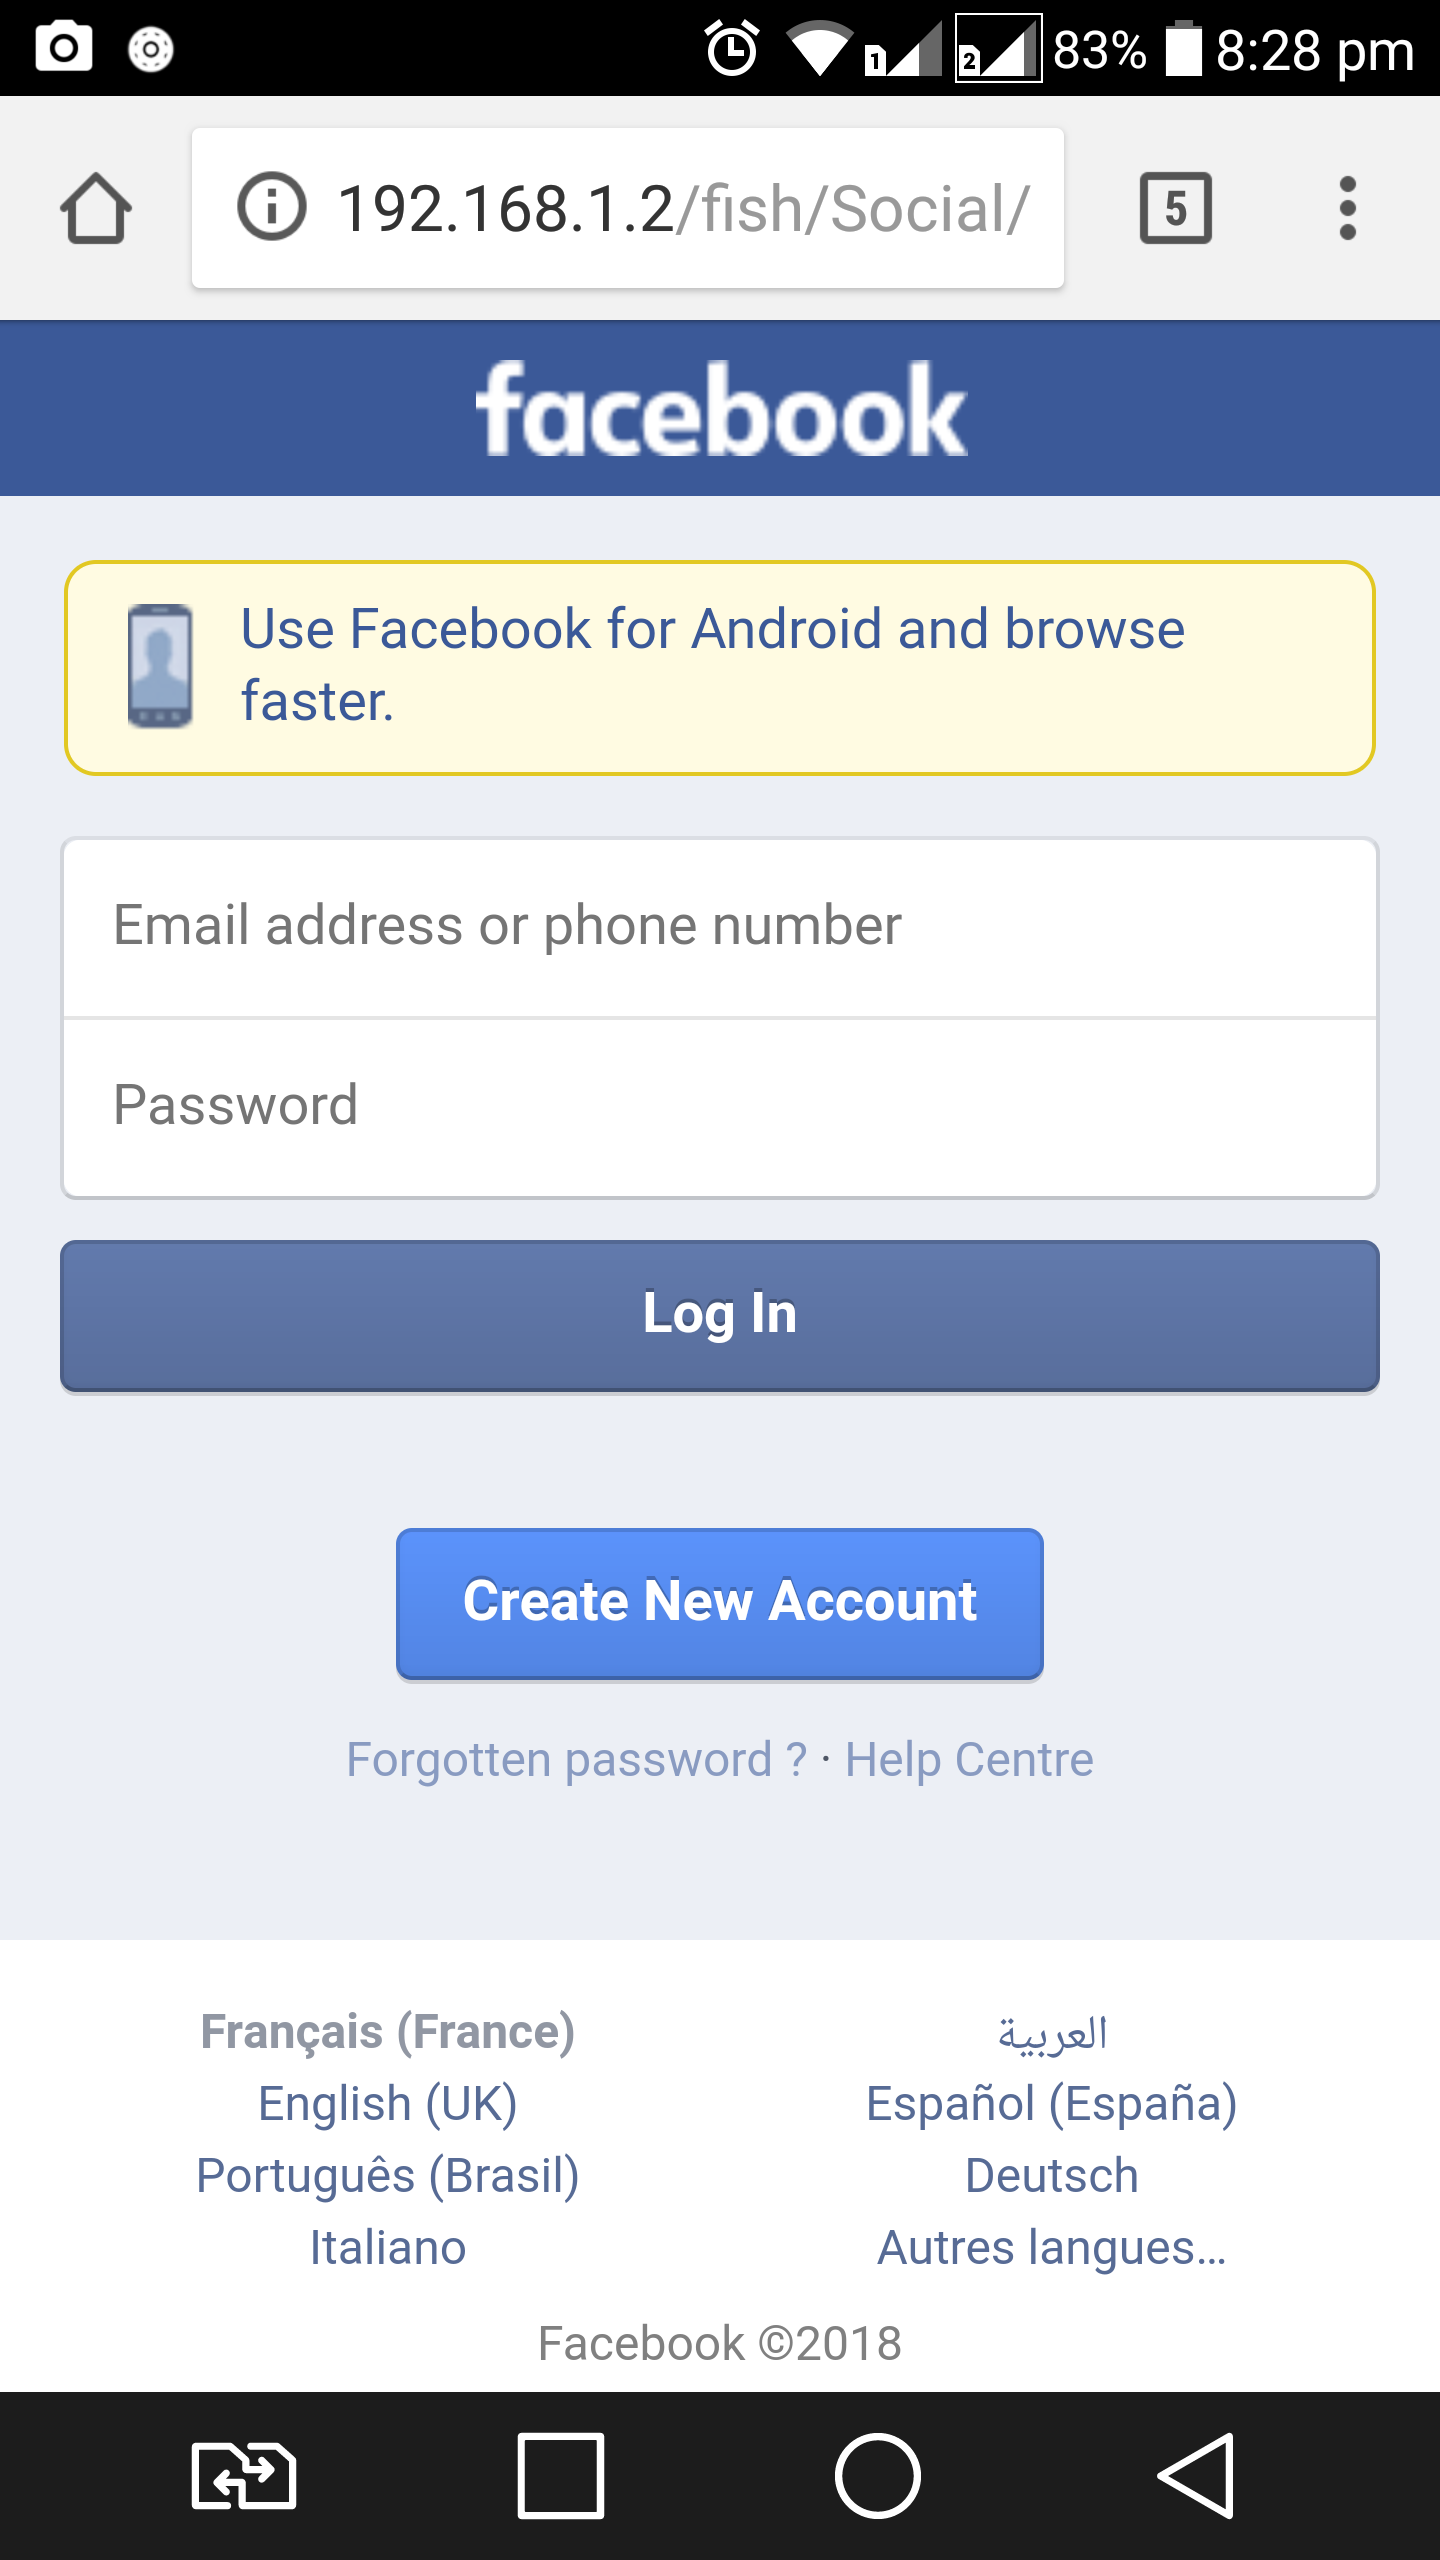 83% 8:28 pm
192.168.1.2/fish/Social/
5
facebook
Use Facebook for Android and browse
faster.
Email address or phone number
Password
Log In
Create New Account
Forgotten password ? · Help Centre
Français (France)
العربية
English (UK)
Español (España)
Português (Brasil)
Deutsch
Italiano
Autres langues...
Facebook ©2018